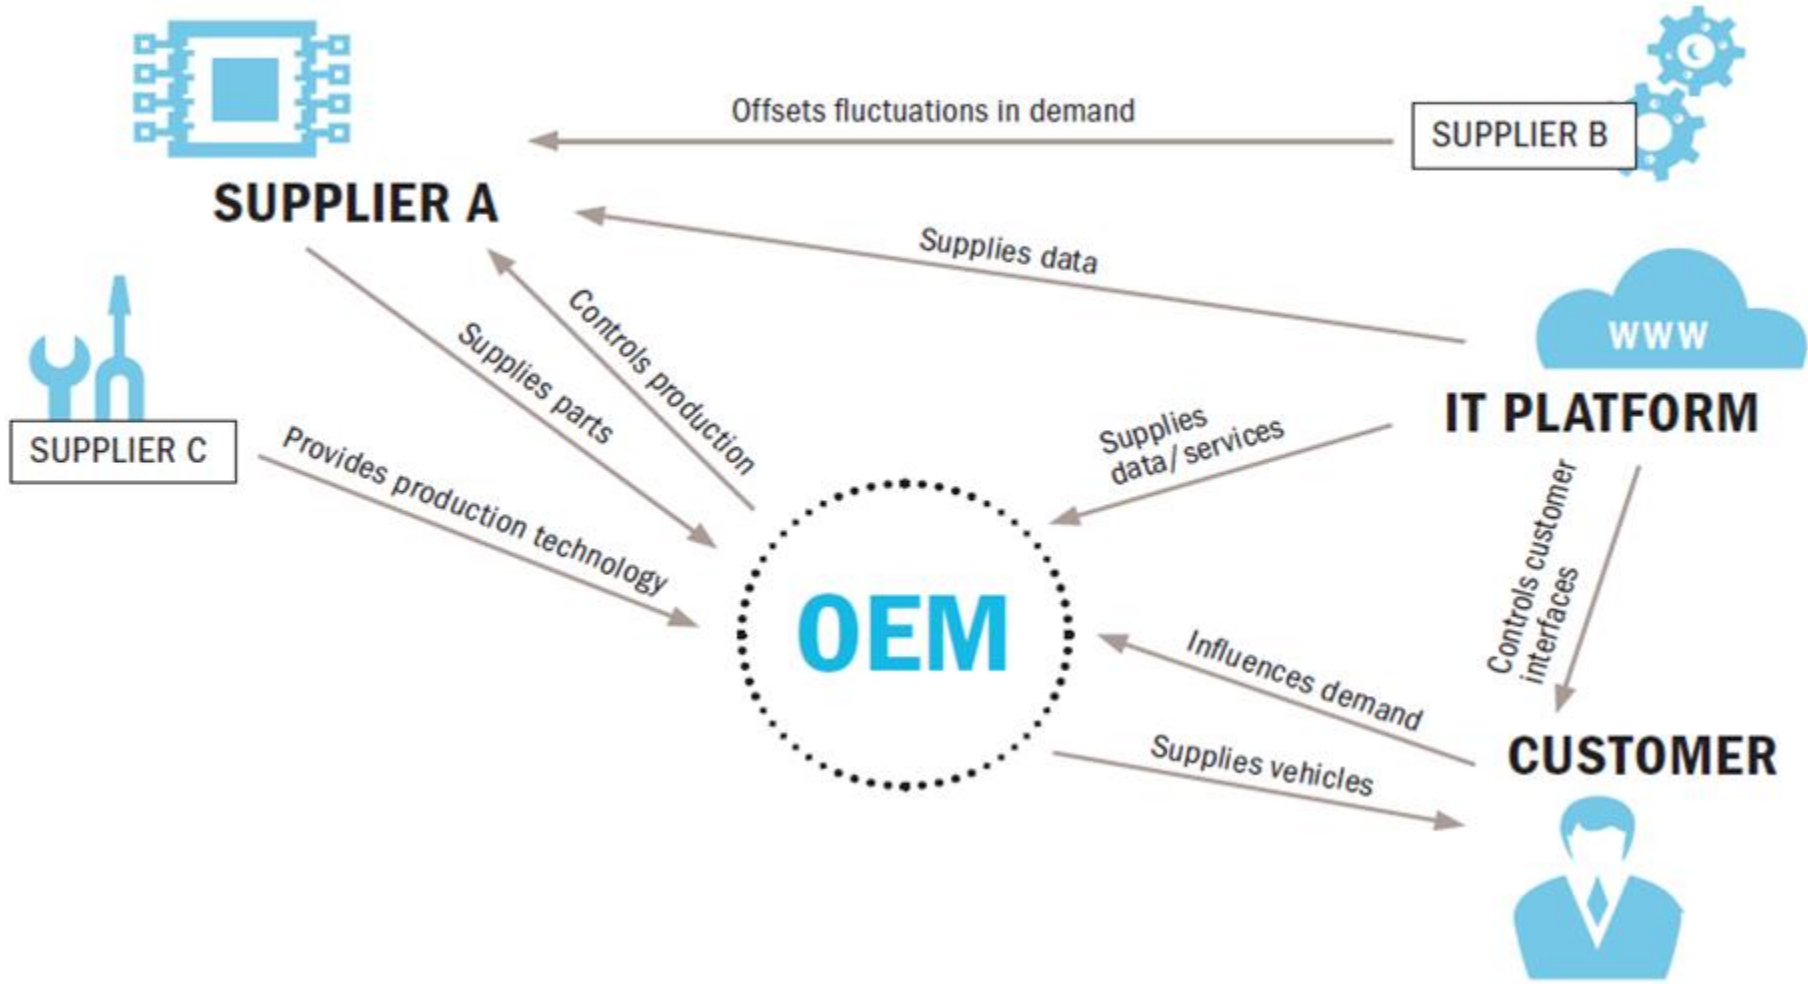 Offsets fluctuations in demand
SUPPLIER B
SUPPLIER A
Supplies data
WWW
IT PLATFORM
Controls production
Supplies parts
SUPPLIER C
Provides production technology
Supplies
data/services
Controls customer
interfaces
OEM
Influences demand
Supplies vehicles
CUSTOMER